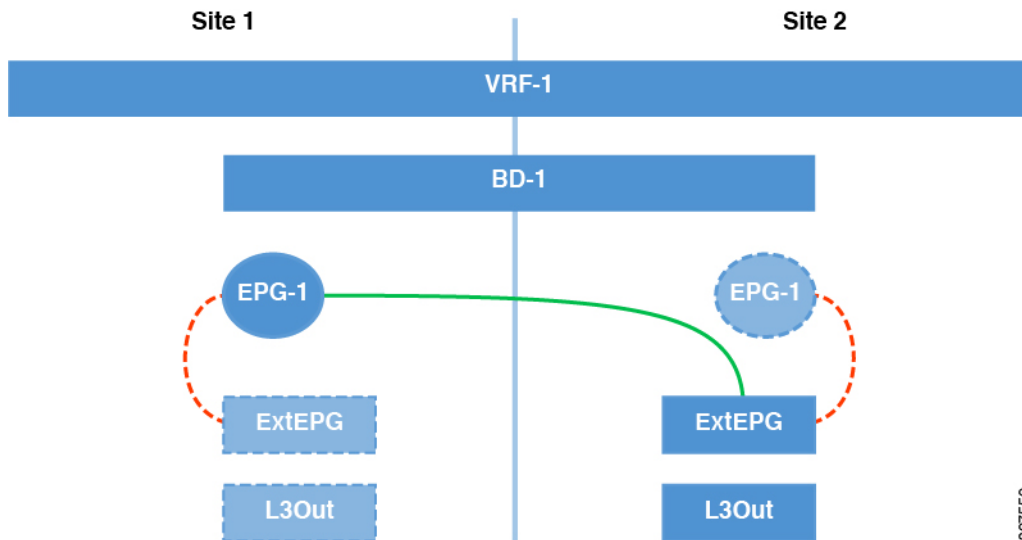 Site 1
Site 2
VRF-1
BD-1
EPG-1
EPG-1
ExtEPG
ExtEPG
L3Out
L3Out